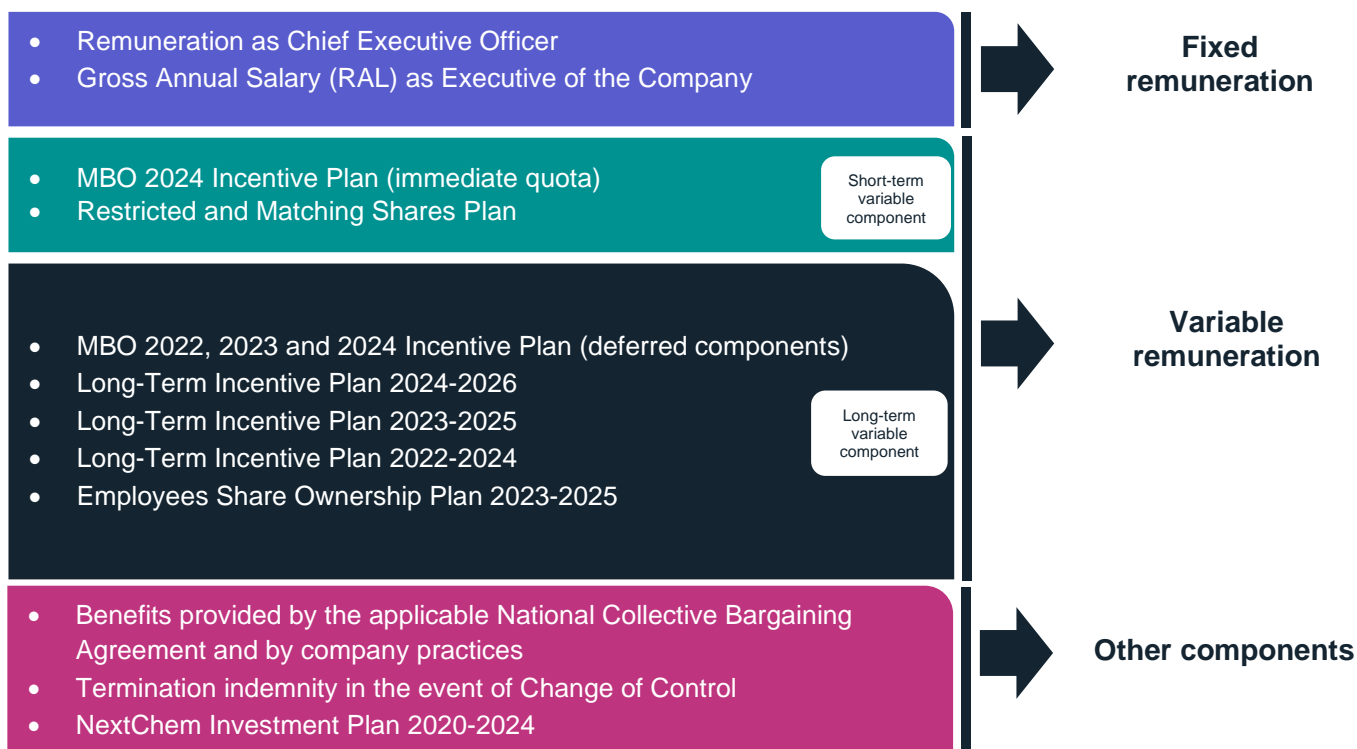 • Remuneration as Chief Executive Officer
• Gross Annual Salary (RAL) as Executive of the Company
Fixed
remuneration
• MBO 2024 Incentive Plan (immediate quota)
• Restricted and Matching Shares Plan
Short-term
variable
component
• MBO 2022, 2023 and 2024 Incentive Plan (deferred components)
• Long-Term Incentive Plan 2024-2026
• Long-Term Incentive Plan 2023-2025
• Long-Term Incentive Plan 2022-2024
• Employees Share Ownership Plan 2023-2025
Long-term
variable
component
Variable
remuneration
• Benefits provided by the applicable National Collective Bargaining
Agreement and by company practices
• Termination indemnity in the event of Change of Control
• NextChem Investment Plan 2020-2024
Other components